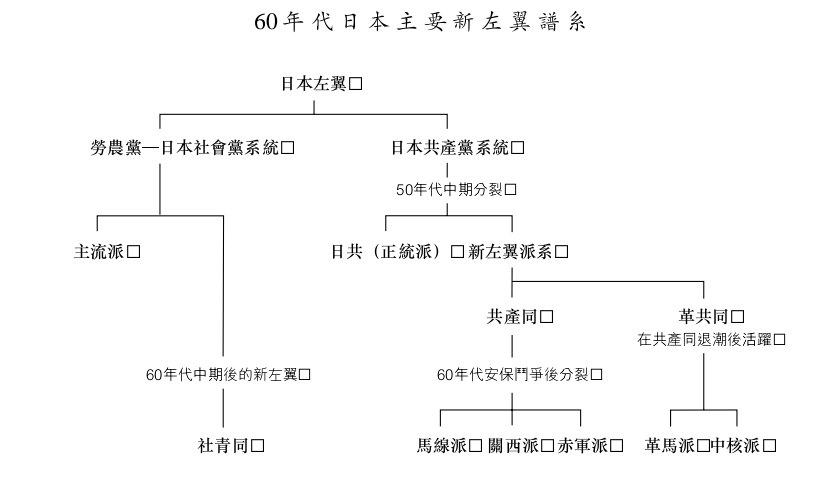 60年代日本主要新左翼譜系
日本左翼□
勞農黨—日本社會黨系統□
日本共產黨系統□
50年代中期分裂□
主流派□
日共（正統派）□
新左翼派系□
共產同□
革共同□
在共產同退潮後活躍□
60年代中期後的新左翼□
60年代安保鬥爭後分裂□
社青同□
馬線派□
關西派□
赤軍派□
革馬派□
中核派□